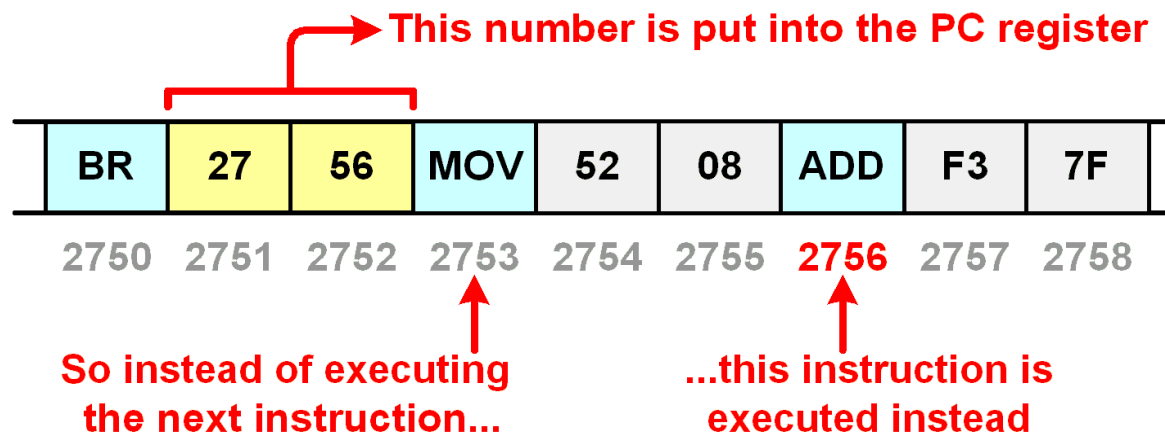 This number is put into the PC register
BR 27 56 MOV 52 08 ADD F3 7F
2750 2751 2752 2753 2754 2755 2756 2757 2758
So instead of executing
the next instruction...
...this instruction is
executed instead